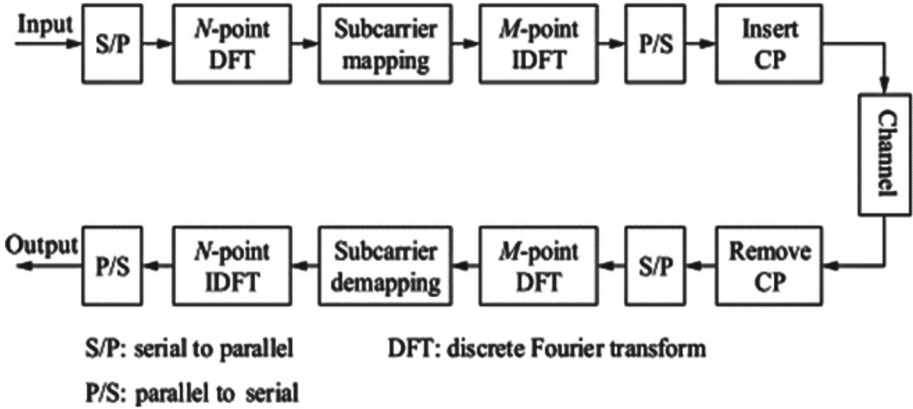 Input
S/P
N-point
DFT
Subcarrier
mapping
M-point
IDFT
P/S
Insert
CP
Channel
Output
P/S
N-point
IDFT
Subcarrier
demapping
M-point
DFT
S/P
Remove
CP
S/P: serial to parallel
DFT: discrete Fourier transform
P/S: parallel to serial